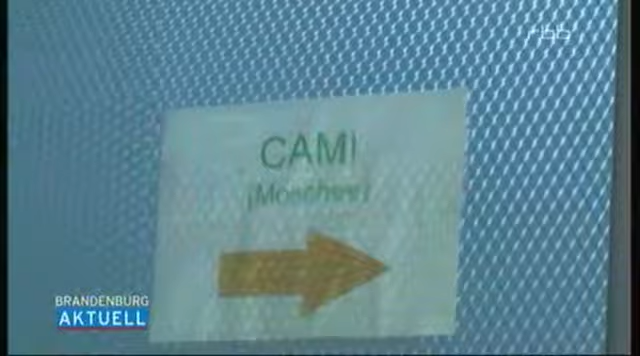 rbb
CAMI
(Moschee)
BRANDENBURG
AKTUELL